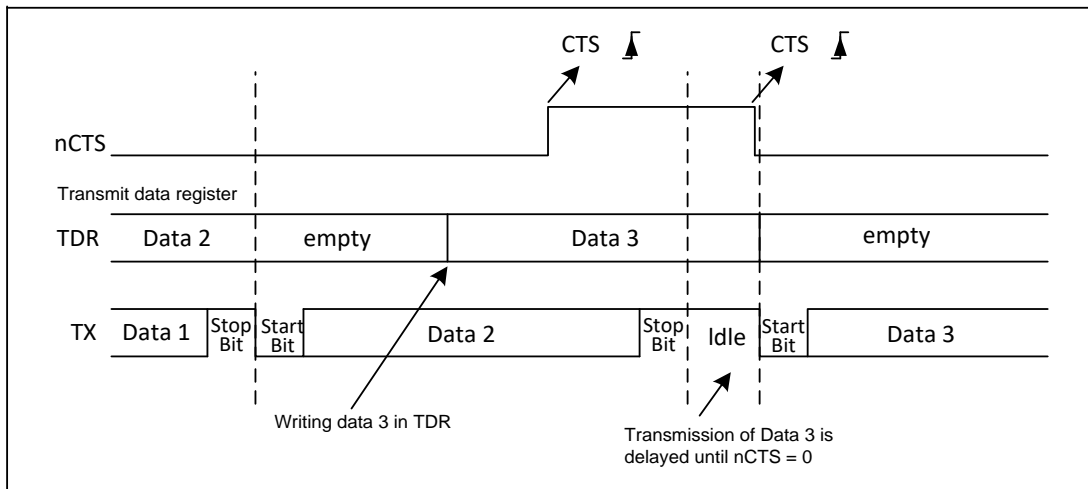 CTS CTS
nCTS
Transmit data register
TDR Data 2 empty Data 3 empty
TX Data 1 Stop Bit Start Bit Data 2 Stop Bit Idle Start Bit Data 3
Writing data 3 in TDR
Transmission of Data 3 is
delayed until nCTS = 0